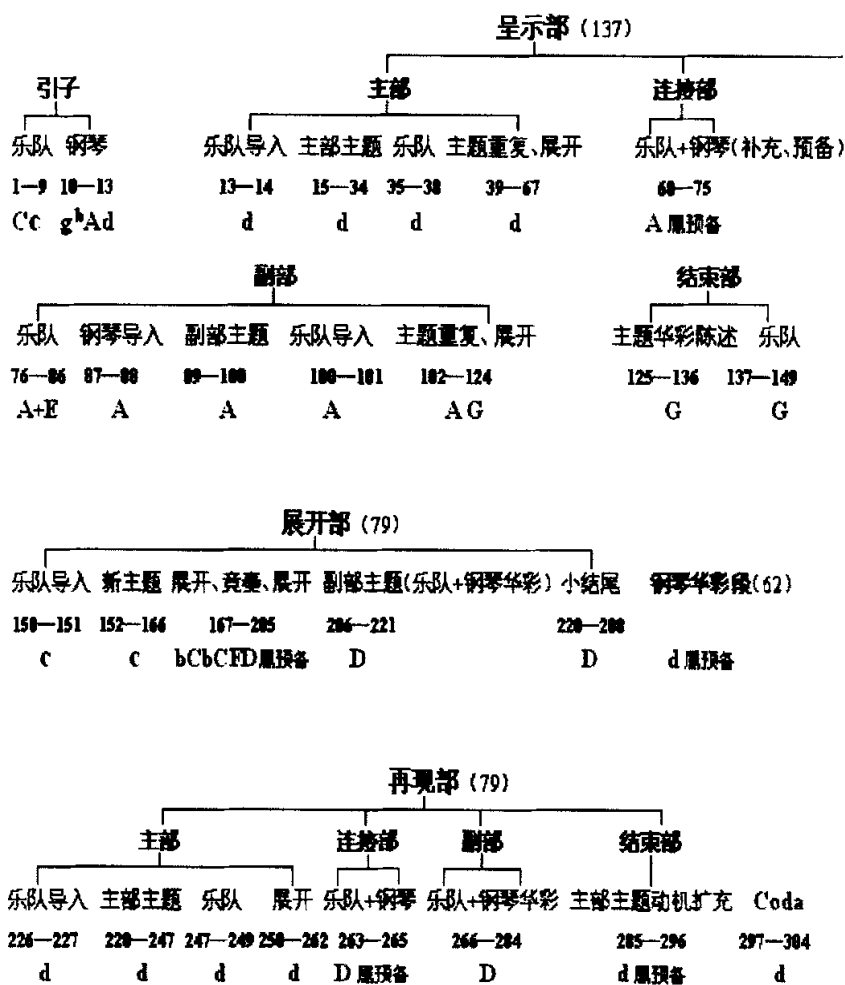 呈示部 (137)
引子 主部 连接部
乐队 钢琴 乐队导入 主部主题 乐队 主题重复、展开 乐队+钢琴(补充、预备)
1—9 10—13 13—14 15—34 35—38 39—67 68—75
Cc g♭Ad d d d d A属预备
副部 结束部
乐队 钢琴导入 副部主题 乐队导入 主题重复、展开 主题华彩陈述 乐队
76—86 87—88 89—100 100—101 102—124 125—136 137—149
A+E A A A A G G G
展开部 (79)
乐队导入 新主题 展开、竞奏、展开 副部主题(乐队+钢琴华彩) 小结尾 钢琴华彩段(62)
150—151 152—166 167—205 206—221 220—208
c c bCbCFD属预备 D D d属预备
再现部 (79)
主部 连接部 副部 结束部
乐队导入 主部主题 乐队 展开 乐队+钢琴 乐队+钢琴华彩 主部主题动机扩充 Coda
226—227 228—247 247—249 250—262 263—265 266—284 285—296 297—304
d d d d D属预备 D d属预备 d